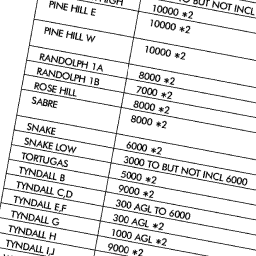 HIGH TO BUT NOT INCL
10000 *2
PINE HILL E 10000 *2
PINE HILL W 10000 *2
RANDOLPH 1A 8000 *2
RANDOLPH 1B 7000 *2
ROSE HILL 8000 *2
SABRE 8000 *2
SNAKE 6000 *2
SNAKE LOW 3000 TO BUT NOT INCL 6000
TORTUGAS 5000 *2
TYNDALL B 9000 *2
TYNDALL C,D 300 AGL TO 6000
TYNDALL E,F 300 AGL *2
TYNDALL G 1000 AGL *2
TYNDALL H 9000 *2
TYNDALL I,J